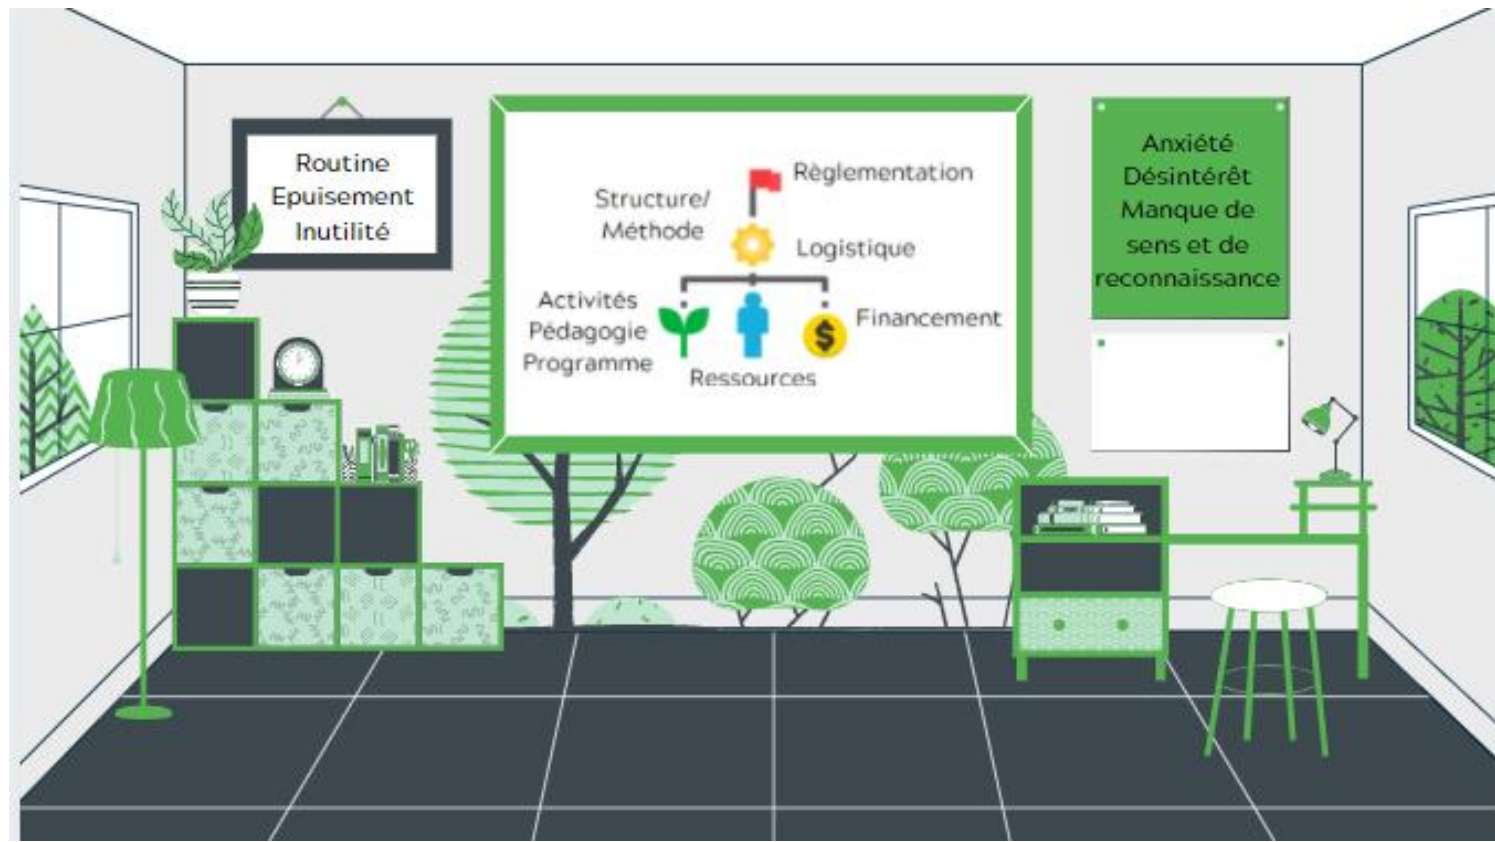 Routine
Epuisement
Inutilité
Règlementation
Structure/
Méthode
Logistique
Activités
Pédagogie
Programme
Financement
Ressources
$
Anxiété
Désintérêt
Manque de
sens et de
reconnaissance